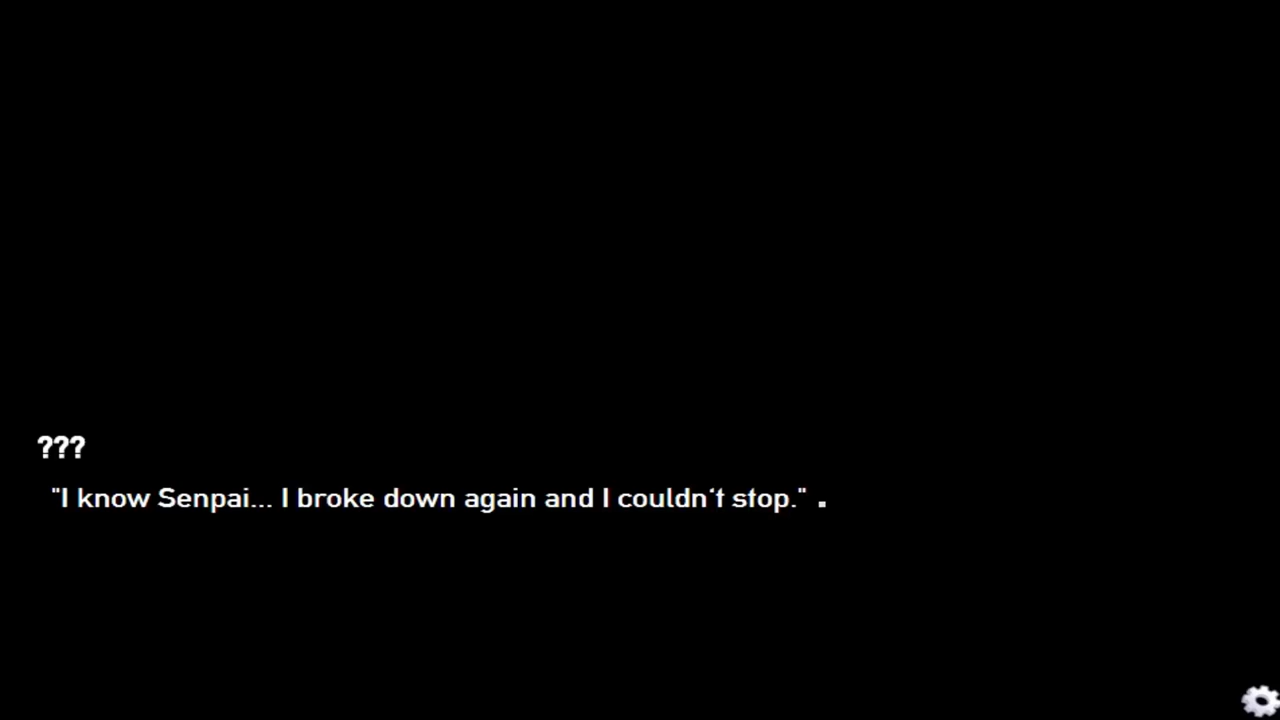 ???
"I know Senpai... I broke down again and I couldn't stop." .